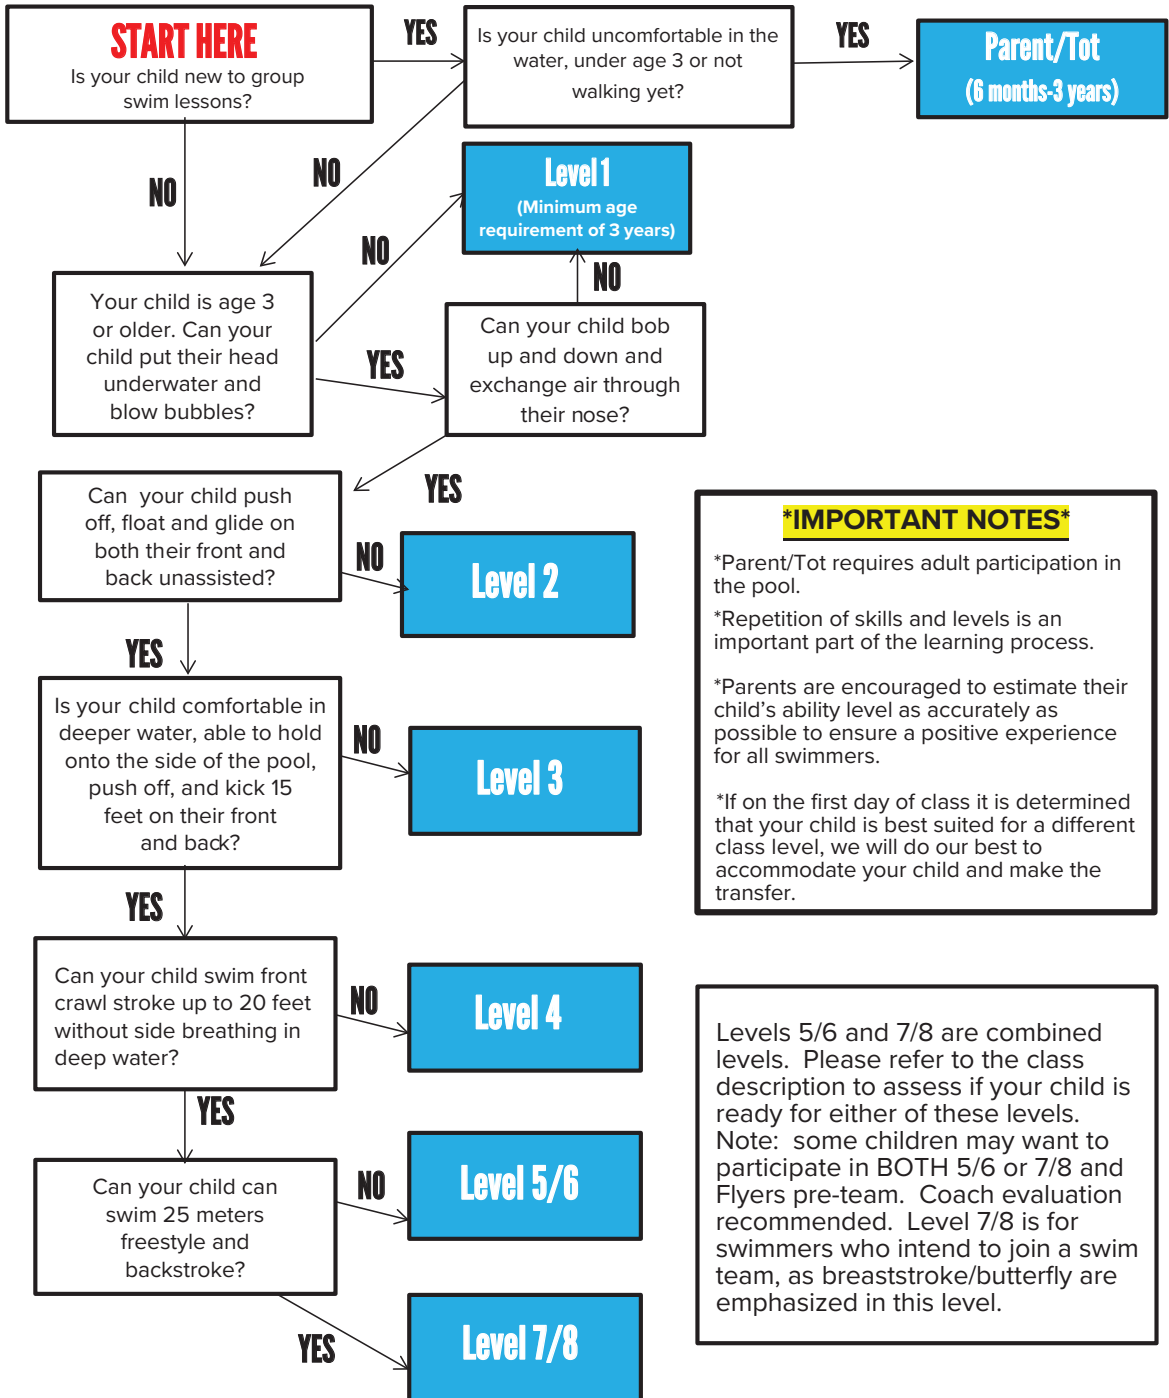 START HERE
Is your child new to group
swim lessons?
YES
Is your child uncomfortable in the
water, under age 3 or not
walking yet?
YES
Parent/Tot
(6 months-3 years)
NO
NO
Level 1
(Minimum age
requirement of 3 years)
NO
NO
Your child is age 3
or older. Can your
child put their head
underwater and
blow bubbles?
YES
Can your child bob
up and down and
exchange air through
their nose?
YES
Can your child push
off, float and glide on
both their front and
back unassisted?
NO
Level 2
YES
Is your child comfortable in
deeper water, able to hold
onto the side of the pool,
push off, and kick 15
feet on their front
and back?
NO
Level 3
YES
Can your child swim front
crawl stroke up to 20 feet
without side breathing in
deep water?
NO
Level 4
YES
Can your child can
swim 25 meters
freestyle and
backstroke?
NO
Level 5/6
YES
Level 7/8
*IMPORTANT NOTES*
*Parent/Tot requires adult participation in
the pool.
*Repetition of skills and levels is an
important part of the learning process.
*Parents are encouraged to estimate their
child's ability level as accurately as
possible to ensure a positive experience
for all swimmers.
*If on the first day of class it is determined
that your child is best suited for a different
class level, we will do our best to
accommodate your child and make the
transfer.
Levels 5/6 and 7/8 are combined
levels. Please refer to the class
description to assess if your child is
ready for either of these levels.
Note: some children may want to
participate in BOTH 5/6 or 7/8 and
Flyers pre-team. Coach evaluation
recommended. Level 7/8 is for
swimmers who intend to join a swim
team, as breaststroke/butterfly are
emphasized in this level.